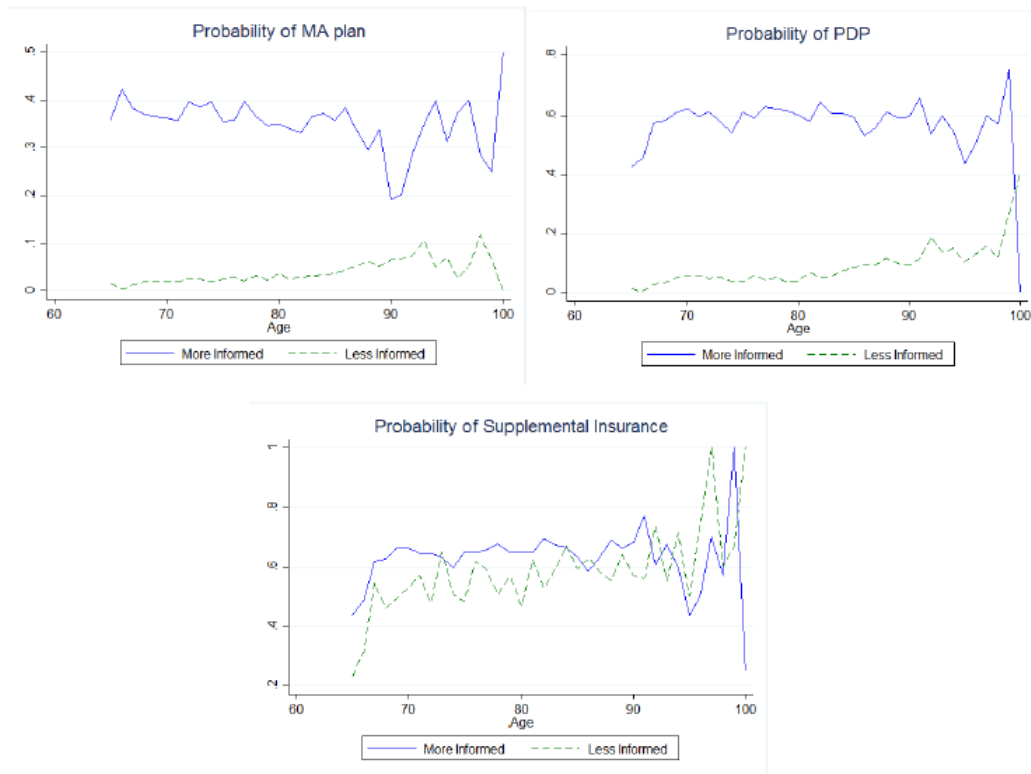 Probability of MA plan
.5
.4
.3
.2
.1
0
60 70 80 90 100
Age
More Informed Less Informed
Probability of PDP
.8
.6
.4
.2
0
60 70 80 90 100
Age
More Informed Less Informed
Probability of Supplemental Insurance
1
.8
.6
.4
.2
60 70 80 90 100
Age
More Informed Less Informed